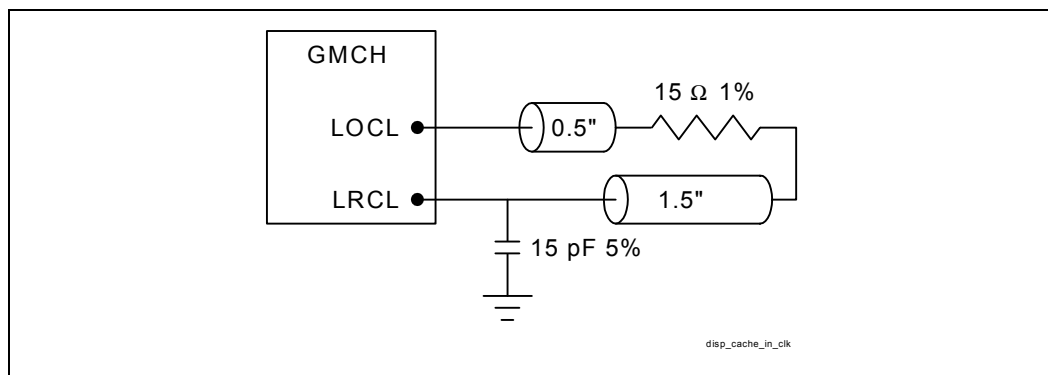 GMCH
15 Ω 1%
LOCL
0.5"
LRCL
1.5"
15 pF 5%
disp_cache_in_clk